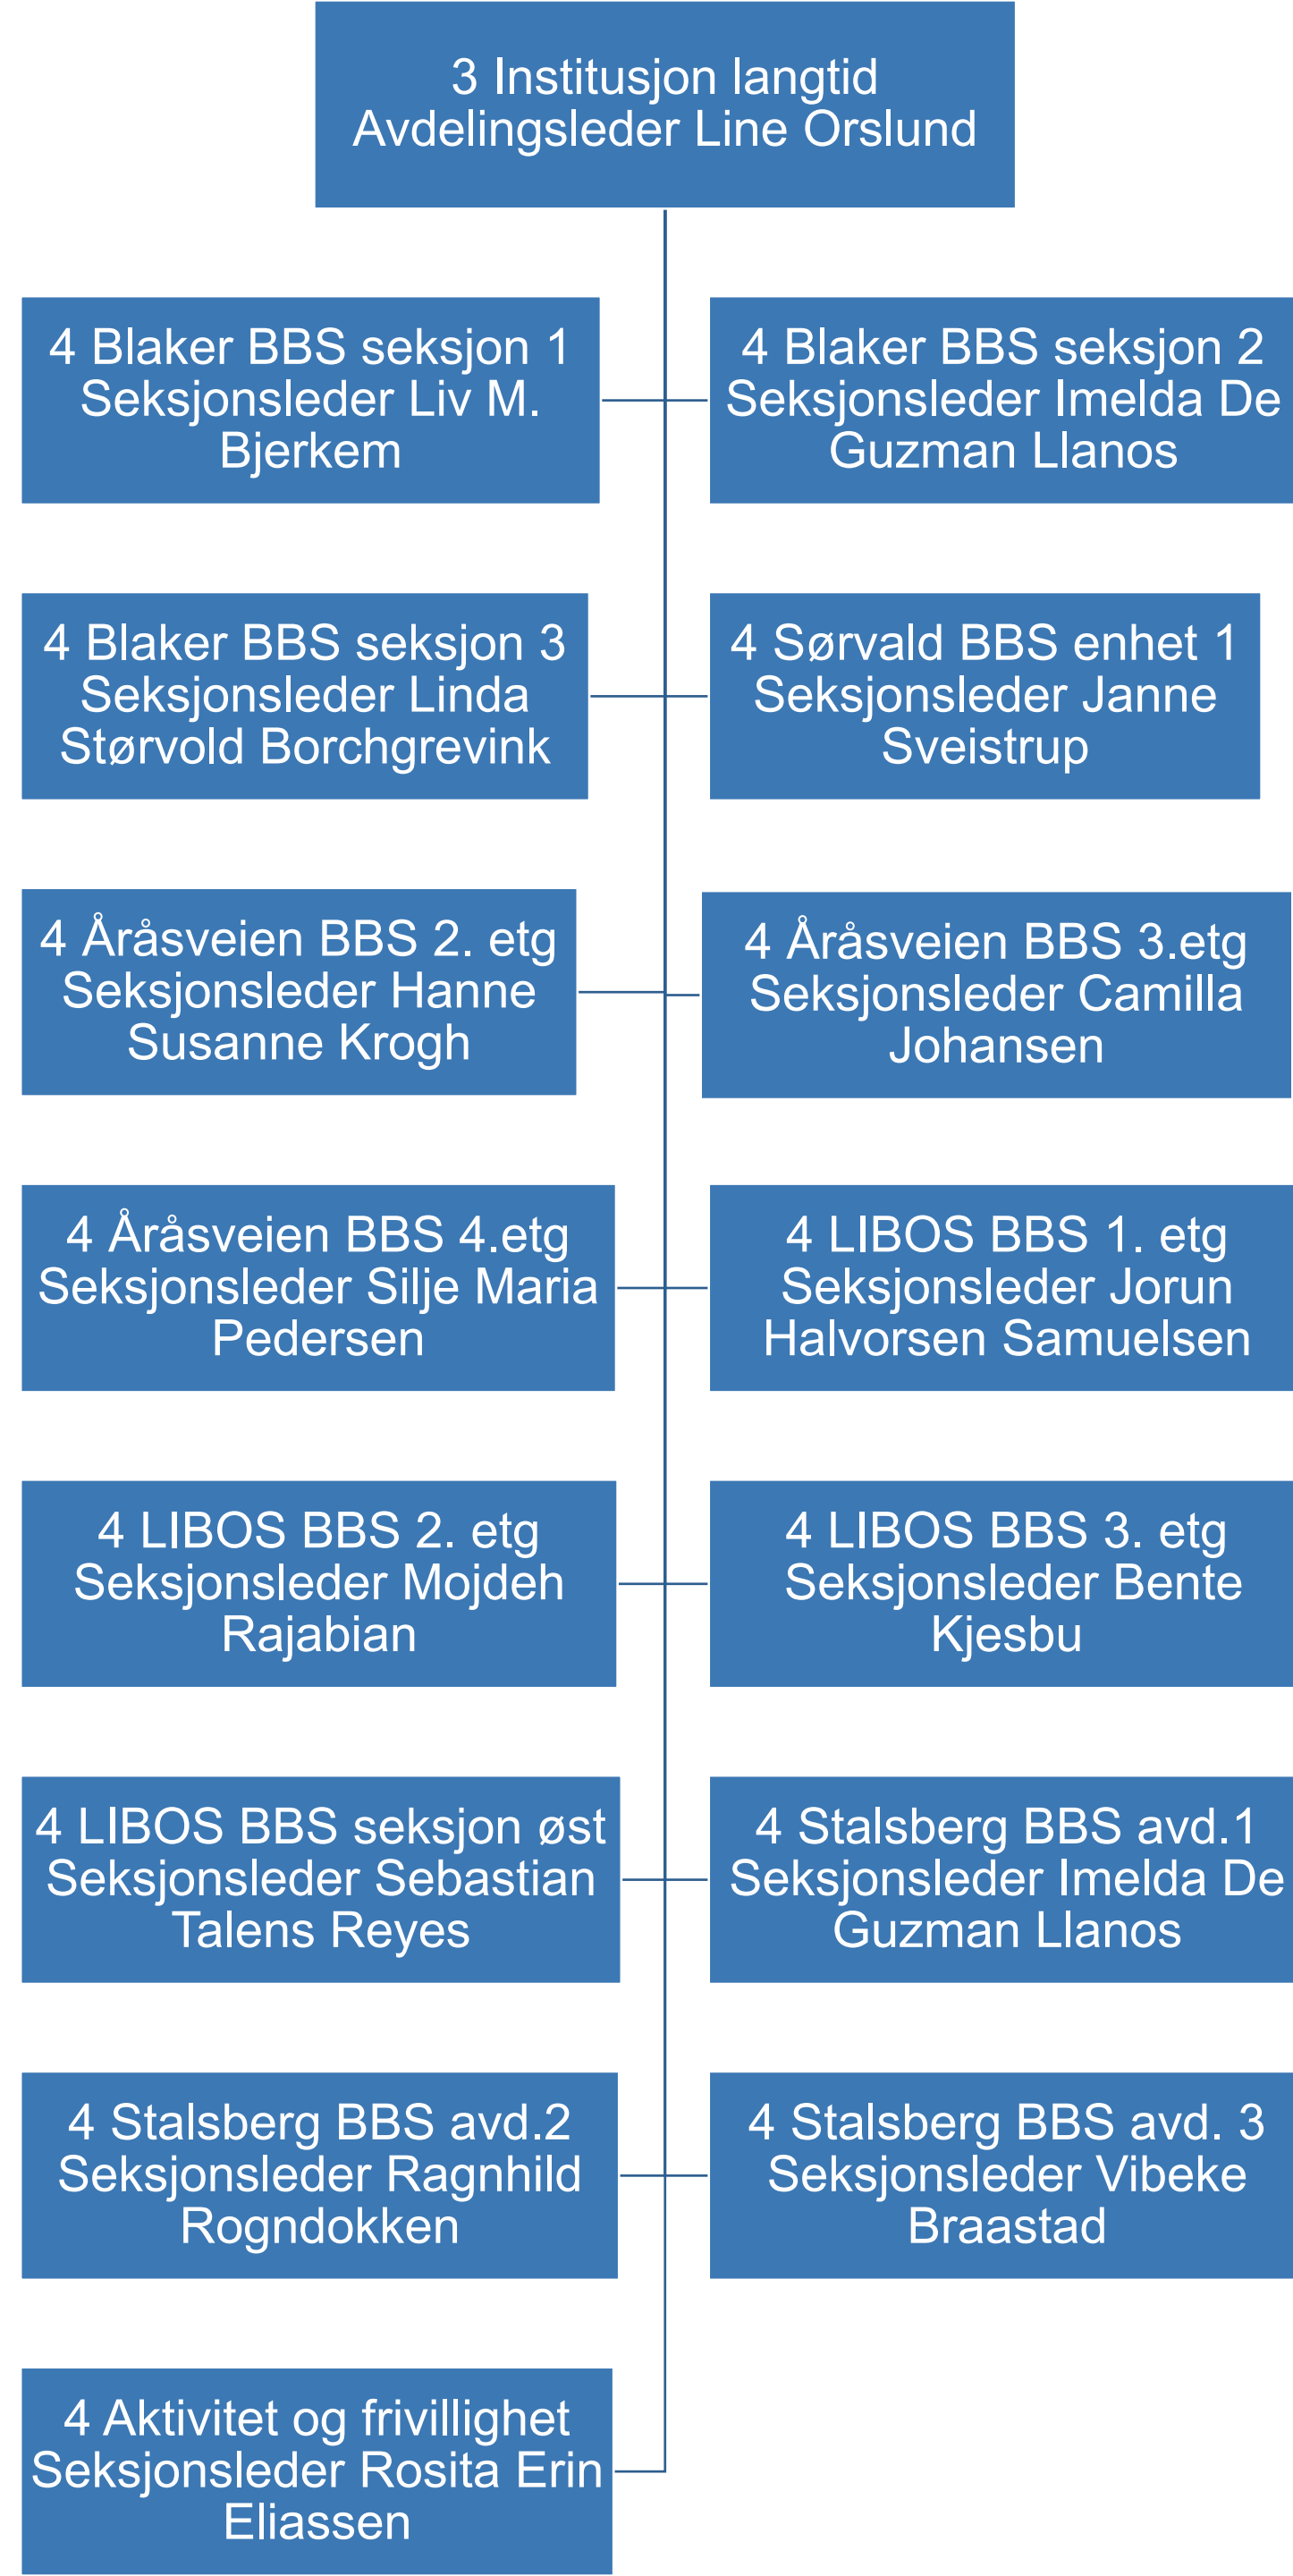 3 Institusjon langtid
Avdelingsleder Line Orslund
4 Blaker BBS seksjon 1
Seksjonsleder Liv M.
Bjerkem
4 Blaker BBS seksjon 2
Seksjonsleder Imelda De
Guzman Llanos
4 Blaker BBS seksjon 3
Seksjonsleder Linda
Størvold Borchgrevink
4 Sørvald BBS enhet 1
Seksjonsleder Janne
Sveistrup
4 Åråsveien BBS 2. etg
Seksjonsleder Hanne
Susanne Krogh
4 Åråsveien BBS 3.etg
Seksjonsleder Camilla
Johansen
4 Åråsveien BBS 4.etg
Seksjonsleder Silje Maria
Pedersen
4 LIBOS BBS 1. etg
Seksjonsleder Jorun
Halvorsen Samuelsen
4 LIBOS BBS 2. etg
Seksjonsleder Mojdeh
Rajabian
4 LIBOS BBS 3. etg
Seksjonsleder Bente
Kjesbu
4 LIBOS BBS seksjon øst
Seksjonsleder Sebastian
Talens Reyes
4 Stalsberg BBS avd.1
Seksjonsleder Imelda De
Guzman Llanos
4 Stalsberg BBS avd.2
Seksjonsleder Ragnhild
Rogndokken
4 Stalsberg BBS avd. 3
Seksjonsleder Vibeke
Braastad
4 Aktivitet og frivillighet
Seksjonsleder Rosita Erin
Eliassen